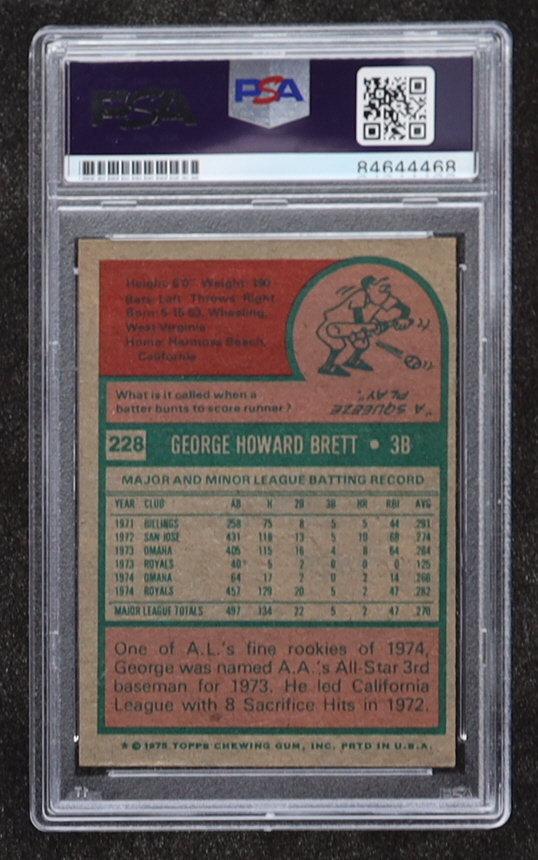 PSA
PSA
84644468
Height: 6'0" Weight: 190
Bats: Left Throws: Right
Born: 5-15-53, Wheeling,
West Virginia
Home: Hermosa Beach,
California
What is it called when a
batter bunts to score runner?
"A SQUEEZE
PLAY".
228 GEORGE HOWARD BRETT • 3B
MAJOR AND MINOR LEAGUE BATTING RECORD
YEAR CLUB AB H 2B 3B HR RBI AVG
1971 BILLINGS 258 75 8 5 5 44 .291
1972 SAN JOSE 431 118 13 5 10 68 .274
1973 OMAHA 405 115 16 4 8 64 .284
1973 ROYALS 40 5 2 0 0 0 .125
1974 OMAHA 64 17 2 0 2 14 .266
1974 ROYALS 457 129 20 5 2 47 .282
MAJOR LEAGUE TOTALS 497 134 22 5 2 47 .270
One of A.L.'s fine rookies of 1974,
George was named A.A.'s All-Star 3rd
baseman for 1973. He led California
League with 8 Sacrifice Hits in 1972.
* © 1975 TOPPS CHEWING GUM, INC. PRTD IN U.S.A.
PSA